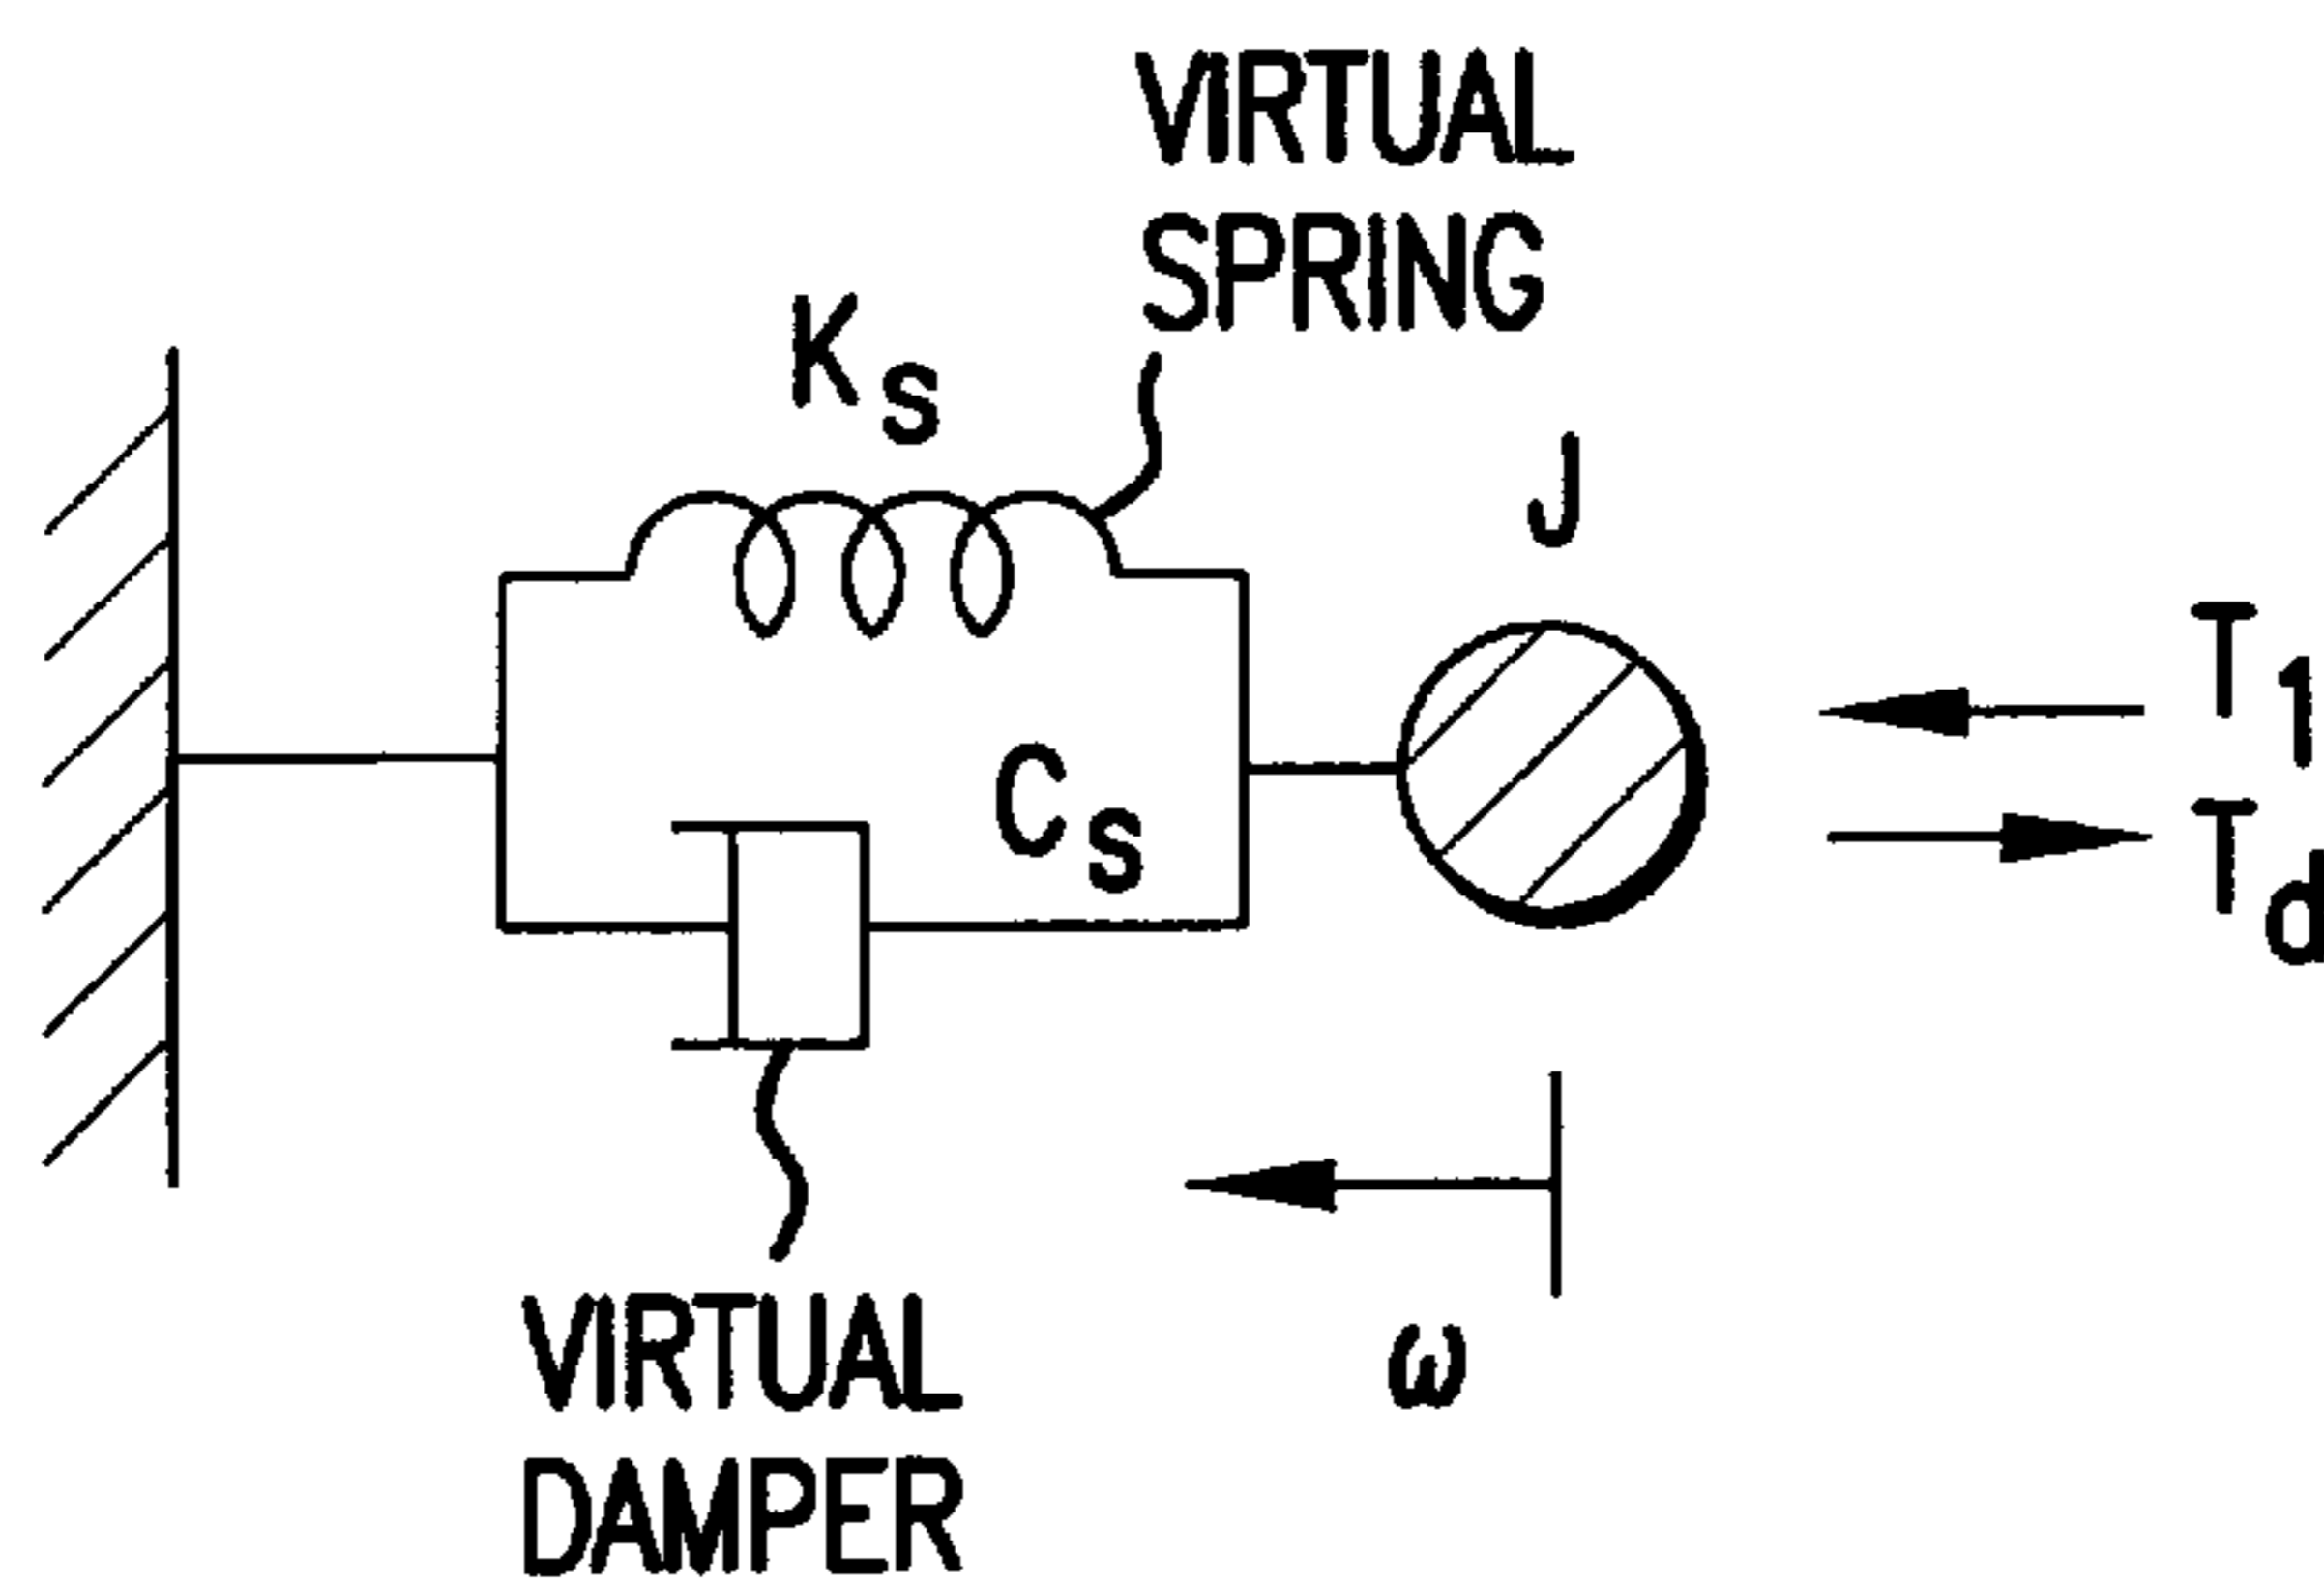 VIRTUAL
SPRING
Ks
J
T1
Cs
Td
ω
VIRTUAL
DAMPER